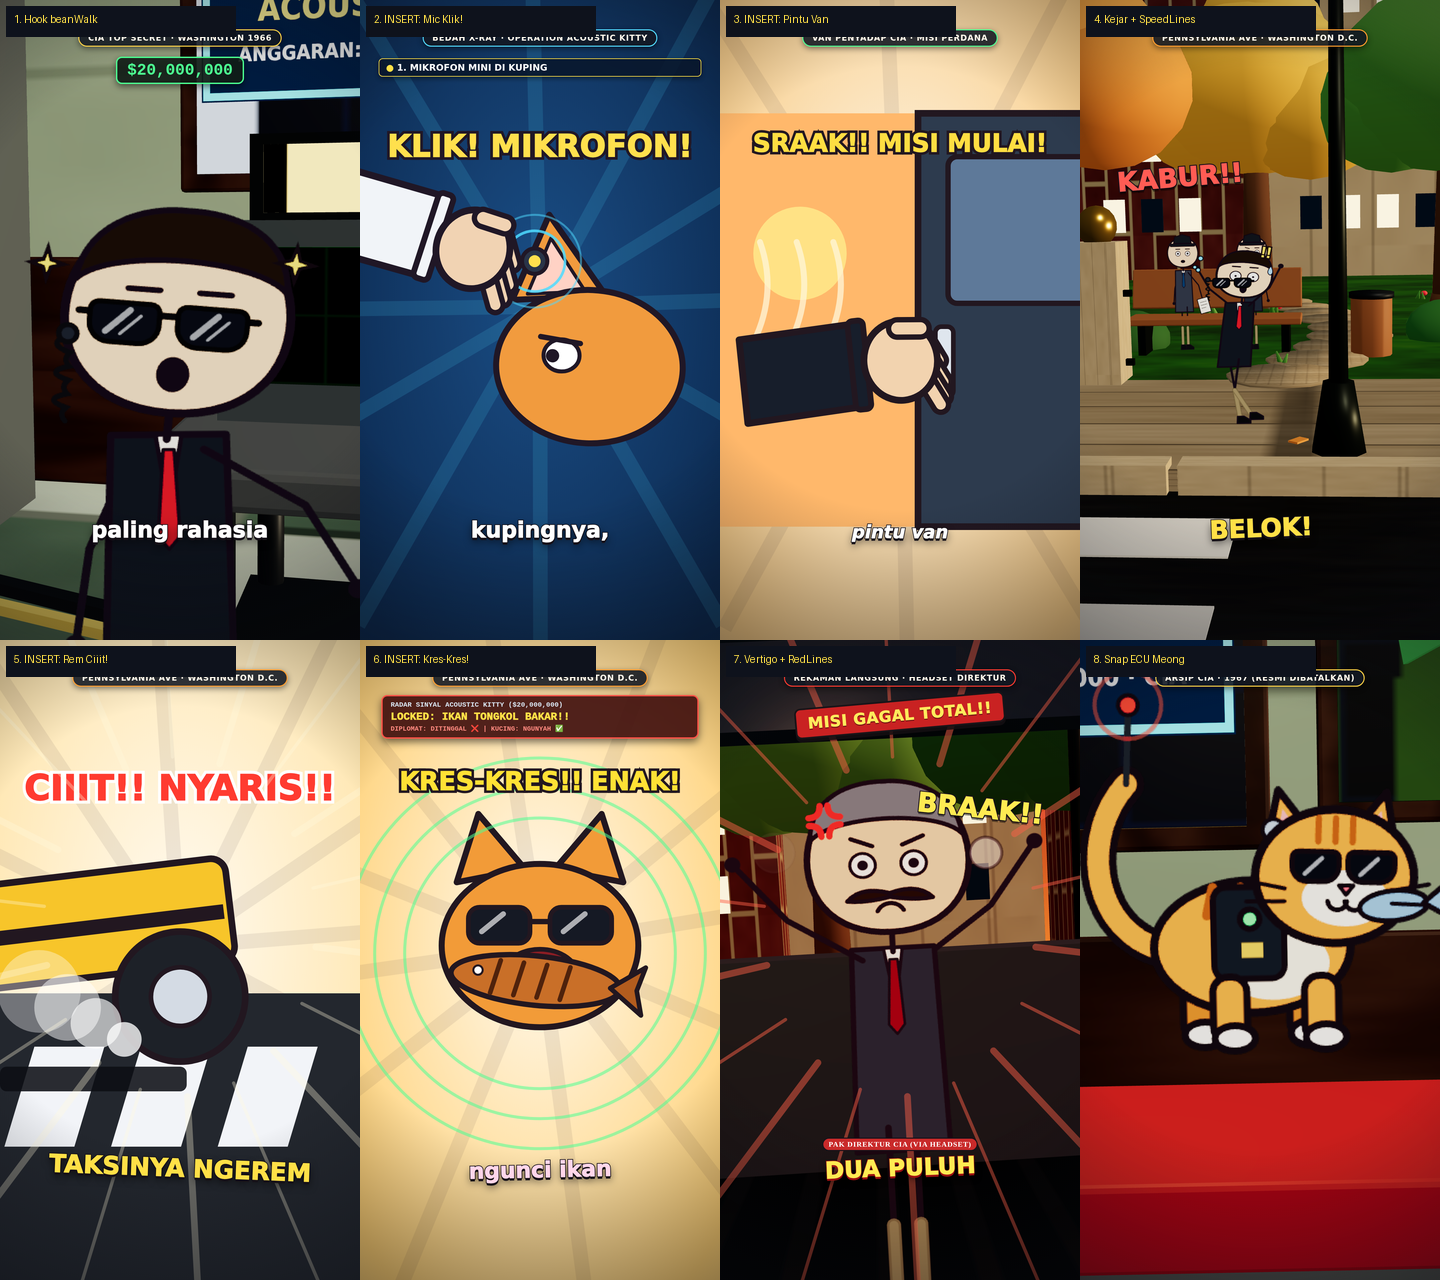 1. Hook beanWalk
ACOUS
CIA TOP SECRET · WASHINGTON 1966
ANGGARAN:
$20,000,000
paling rahasia
2. INSERT: Mic Klik!
BEDAH X-RAY · OPERATION ACOUSTIC KITTY
1. MIKROFON MINI DI KUPING
KLIK! MIKROFON!
kupingnya,
3. INSERT: Pintu Van
VAN PENYADAP CIA · MISI PERDANA
SRAAK!! MISI MULAI!
pintu van
4. Kejar + SpeedLines
PENNSYLVANIA AVE · WASHINGTON D.C.
KABUR!!
BELOK!
5. INSERT: Rem Ciiit!
PENNSYLVANIA AVE · WASHINGTON D.C.
CIIIT!! NYARIS!!
TAKSINYA NGEREM
6. INSERT: Kres-Kres!
PENNSYLVANIA AVE · WASHINGTON D.C.
RADAR SINYAL ACOUSTIC KITTY ($20,000,000)
LOCKED: IKAN TONGKOL BAKAR!!
DIPLOMAT: DITINGGAL ❌ | KUCING: NGUNYAH ✅
KRES-KRES!! ENAK!
ngunci ikan
7. Vertigo + RedLines
REKAMAN LANGSUNG · HEADSET DIREKTUR
MISI GAGAL TOTAL!!
BRAAK!!
PAK DIREKTUR CIA (VIA HEADSET)
DUA PULUH
8. Snap ECU Meong
ARSIP CIA · 1967 (RESMI DIBATALKAN)